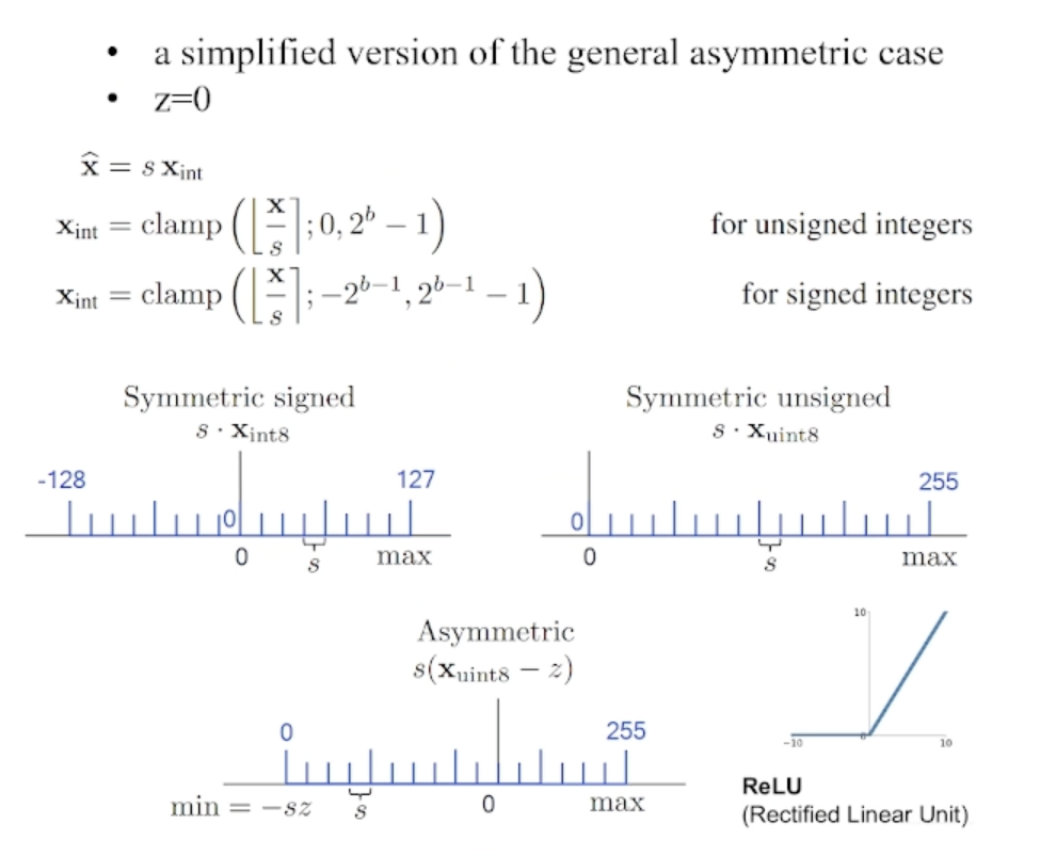 • a simplified version of the general asymmetric case
• z=0
x̂ = s x_int
x_int = clamp (⌊x/s⌉; 0, 2^b − 1) for unsigned integers
x_int = clamp (⌊x/s⌉; −2^{b−1}, 2^{b−1} − 1) for signed integers
Symmetric signed
s · x_int8
-128 0 127
0 s max
Symmetric unsigned
s · x_uint8
0 255
0 s max
Asymmetric
s(x_uint8 − z)
0 255
min = −sz s 0 max
10
-10 0 10
ReLU
(Rectified Linear Unit)